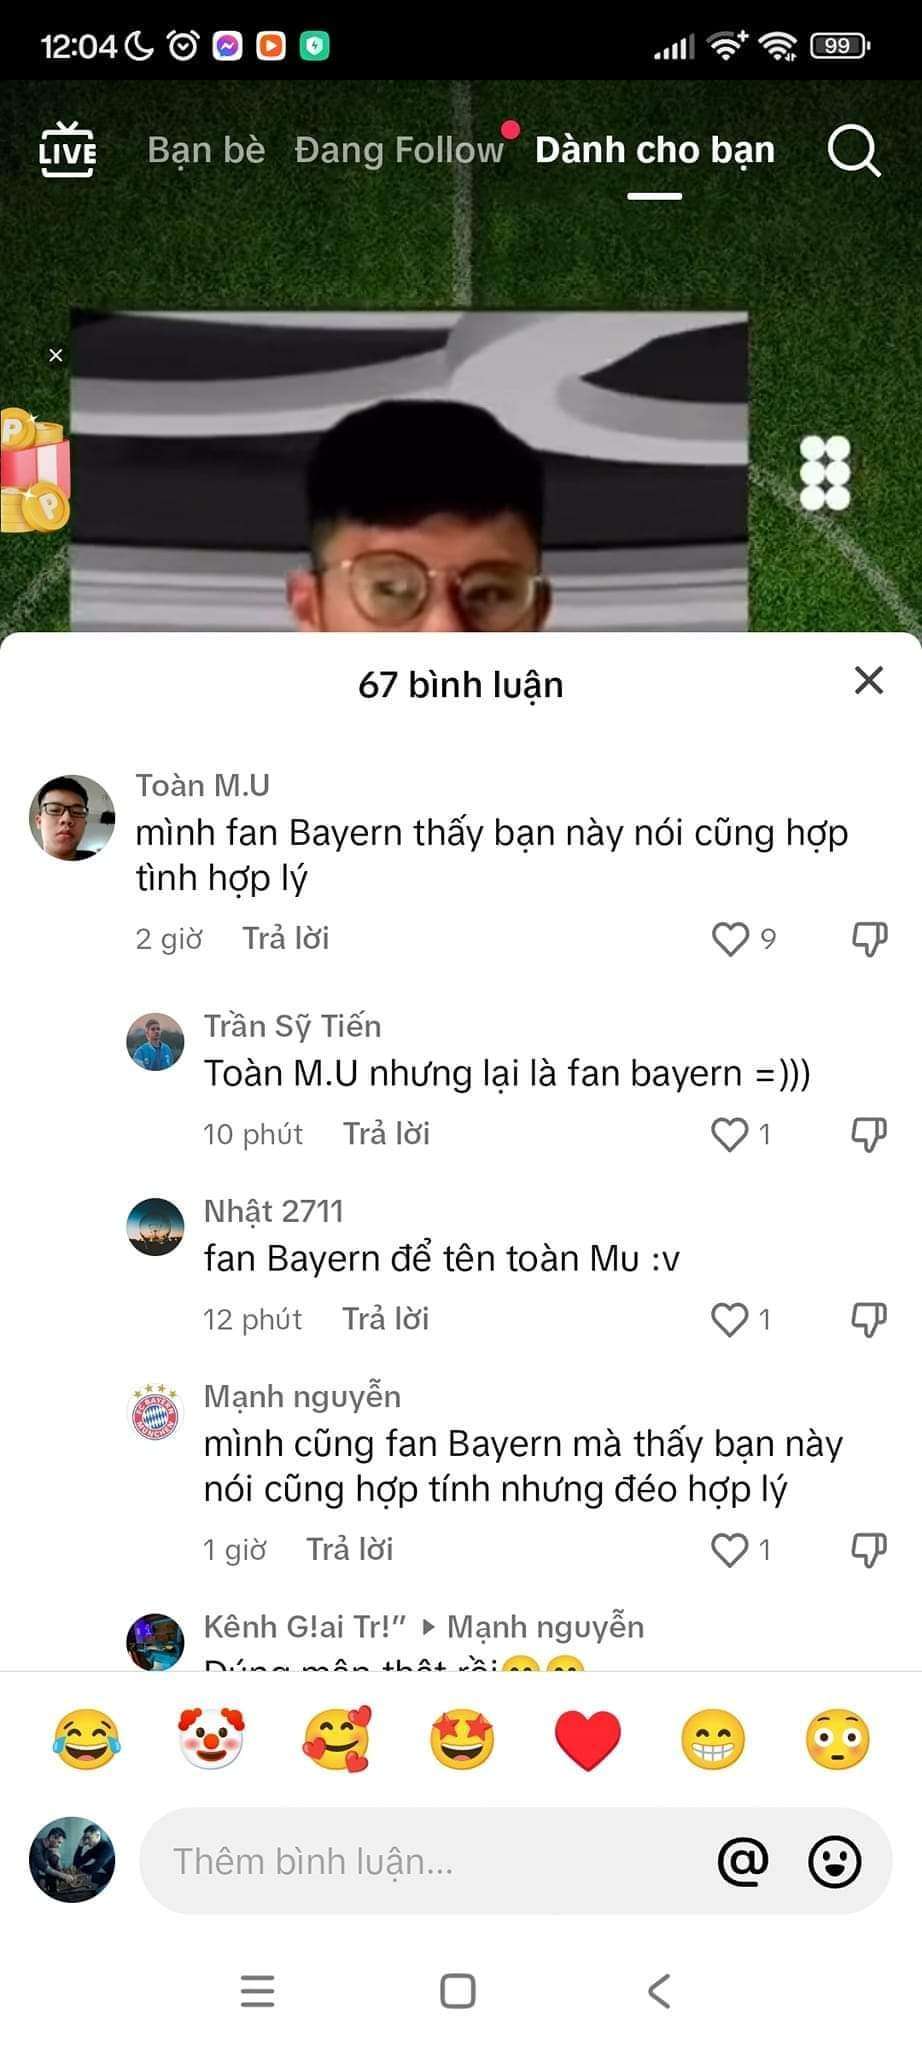 12:04
99
LIVE
Bạn bè
Đang Follow
Dành cho bạn
67 bình luận
Toàn M.U
mình fan Bayern thấy bạn này nói cũng hợp
tình hợp lý
2 giờ
Trả lời
9
Trần Sỹ Tiến
Toàn M.U nhưng lại là fan bayern =)))
10 phút
Trả lời
1
Nhật 2711
fan Bayern để tên toàn Mu :v
12 phút
Trả lời
1
FC BAYERN
MÜNCHEN
Mạnh nguyễn
mình cũng fan Bayern mà thấy bạn này
nói cũng hợp tính nhưng đéo hợp lý
1 giờ
Trả lời
1
Kênh G!ai Tr!” ▸ Mạnh nguyễn
Thêm bình luận...